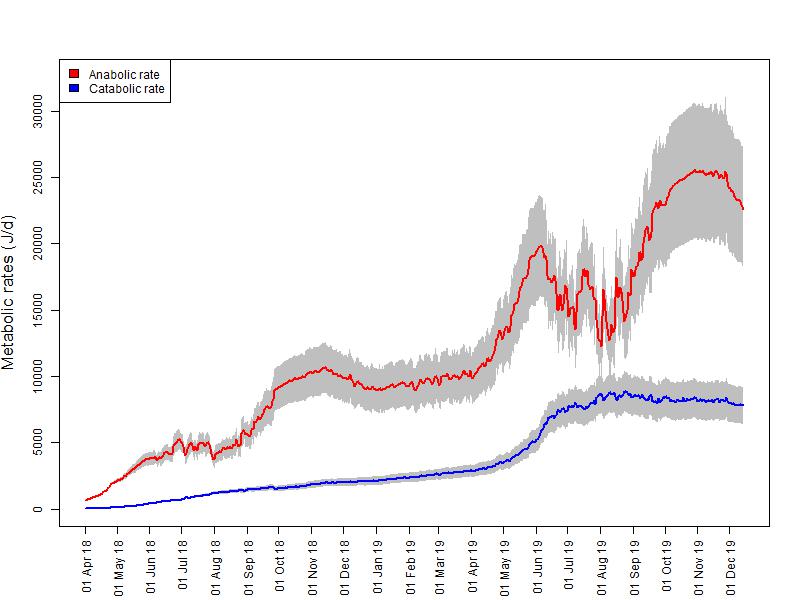 Anabolic rate
Catabolic rate
Metabolic rates (J/d)
30000
25000
20000
15000
10000
5000
0
01 Apr 18
01 May 18
01 Jun 18
01 Jul 18
01 Aug 18
01 Sep 18
01 Oct 18
01 Nov 18
01 Dec 18
01 Jan 19
01 Feb 19
01 Mar 19
01 Apr 19
01 May 19
01 Jun 19
01 Jul 19
01 Aug 19
01 Sep 19
01 Oct 19
01 Nov 19
01 Dec 19